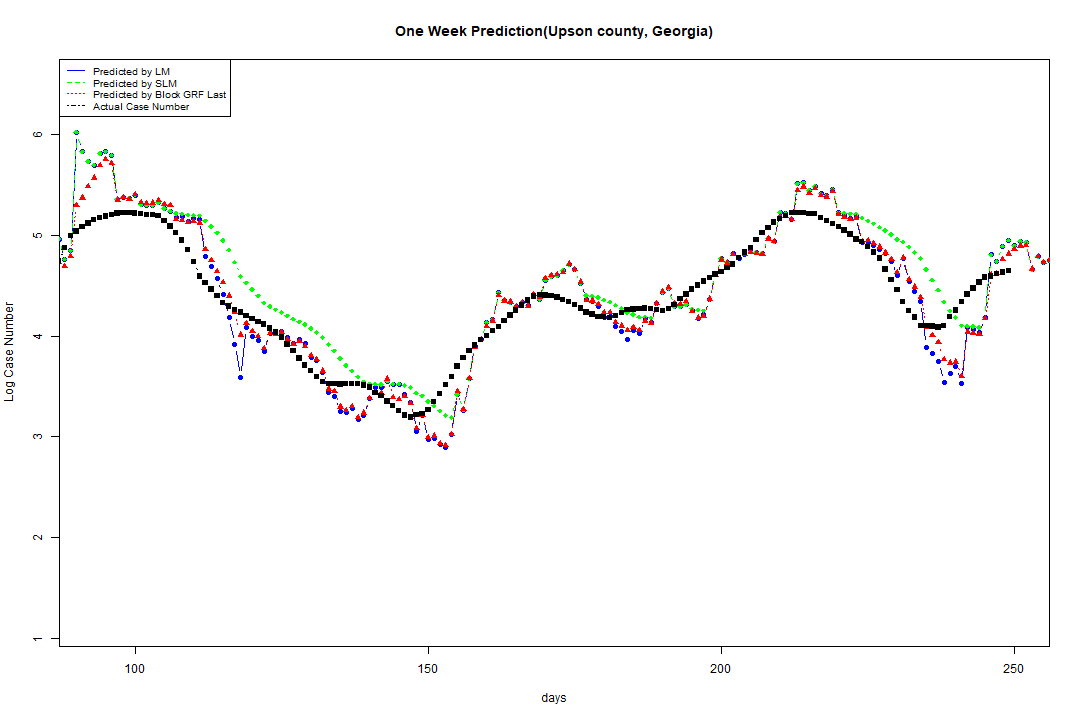 One Week Prediction(Upson county, Georgia)
Predicted by LM
Predicted by SLM
Predicted by Block GRF Last
Actual Case Number
6
5
4
3
2
1
Log Case Number
100 150 200 250
days